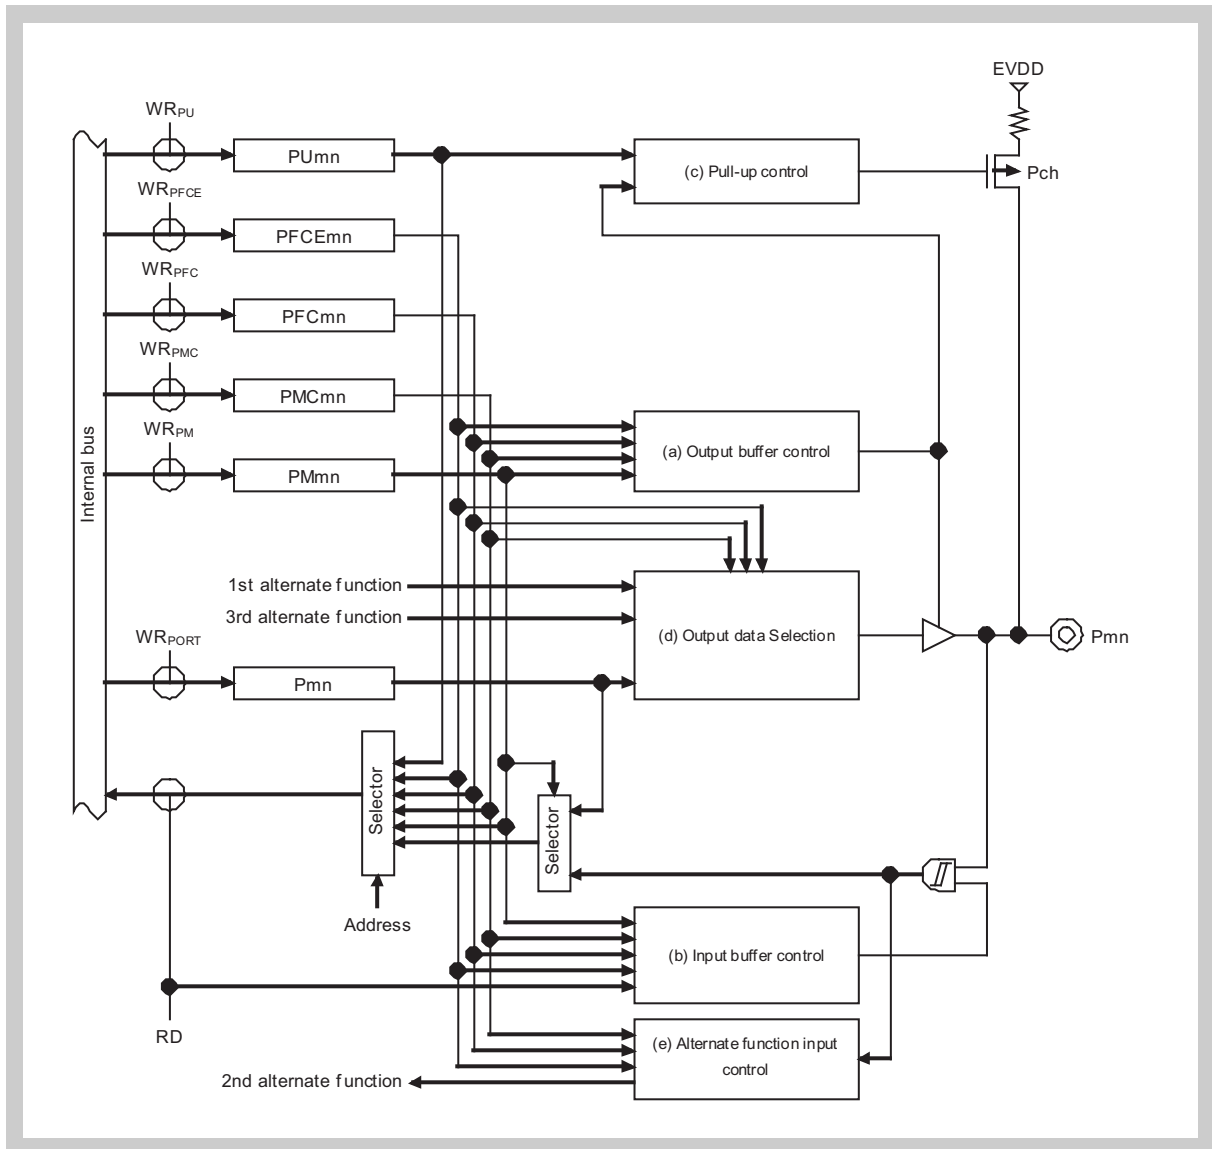 EVDD
WRPU
PUmn
(c) Pull-up control
Pch
WRPFCE
PFCEmn
WRPFC
PFCmn
WRPMC
PMCmn
WRPM
Internal bus
PMmn
(a) Output buffer control
1st alternate function
3rd alternate function
(d) Output data Selection
WRPORT
Pmn
Pmn
Selector
Selector
Address
(b) Input buffer control
RD
(e) Alternate function input
control
2nd alternate function